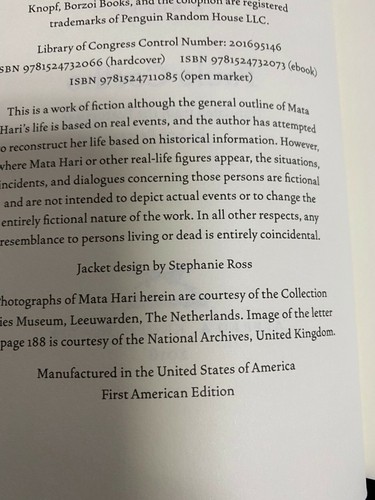 Knopf, Borzoi Books, and the colophon are registered
trademarks of Penguin Random House LLC.
Library of Congress Control Number: 201695146
SBN 9781524732066 (hardcover) ISBN 9781524732073 (ebook)
ISBN 9781524711085 (open market)
This is a work of fiction although the general outline of Mata
Hari's life is based on real events, and the author has attempted
o reconstruct her life based on historical information. However,
where Mata Hari or other real-life figures appear, the situations,
incidents, and dialogues concerning those persons are fictional
and are not intended to depict actual events or to change the
entirely fictional nature of the work. In all other respects, any
resemblance to persons living or dead is entirely coincidental.
Jacket design by Stephanie Ross
hotographs of Mata Hari herein are courtesy of the Collection
ies Museum, Leeuwarden, The Netherlands. Image of the letter
page 188 is courtesy of the National Archives, United Kingdom.
Manufactured in the United States of America
First American Edition